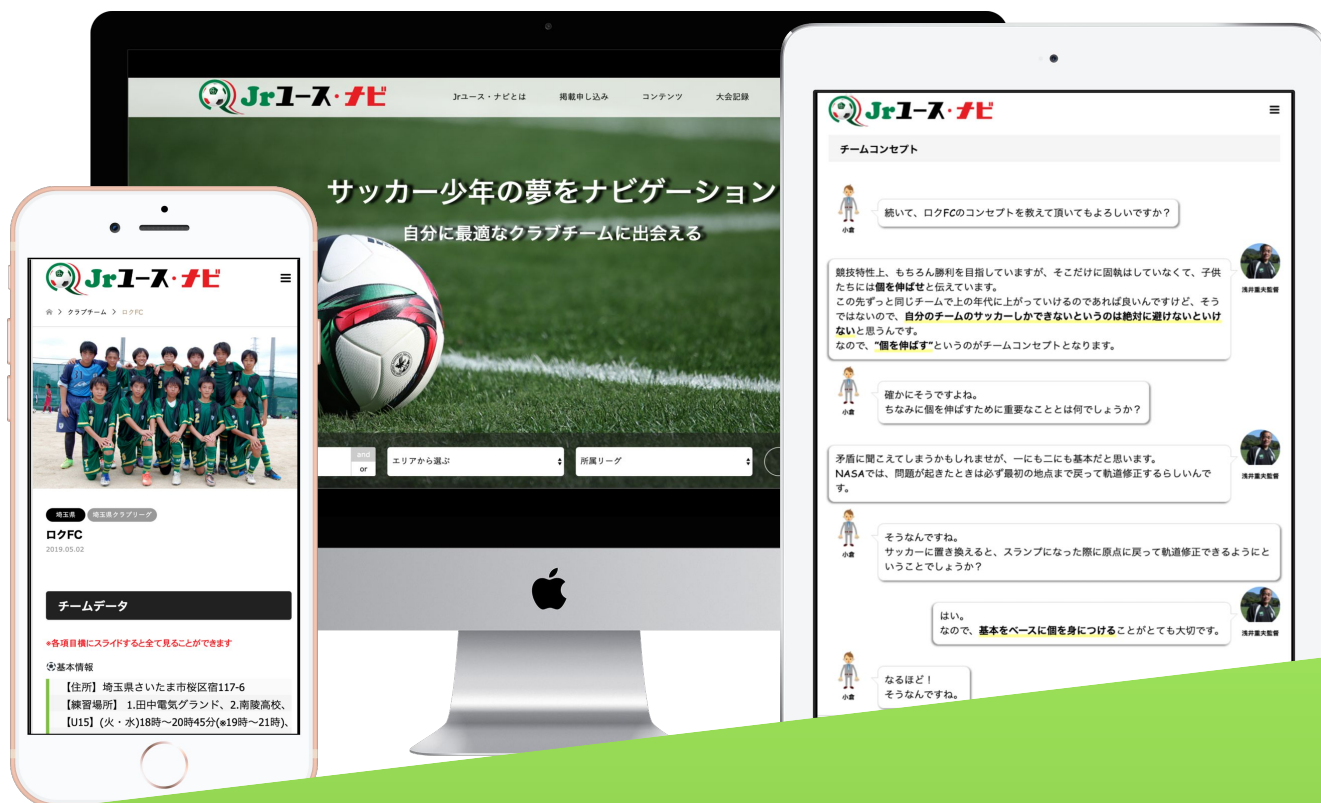 Jrユース・ナビ
Jrユース・ナビとは
掲載申し込み
コンテンツ
大会記録
サッカー少年の夢をナビゲーション
自分に最適なクラブチームに出会える
and
or
エリアから選ぶ
所属リーグ
Jrユース・ナビ
クラブチーム > ロクFC
埼玉県
埼玉県クラブリーグ
ロクFC
2019.05.02
チームデータ
*各項目横にスライドすると全て見ることができます
基本情報
【住所】埼玉県さいたま市桜区宿117-6
【練習場所】 1.田中電気グランド、2.南陵高校、
【U15】(火・水)18時〜20時45分(※19時〜21時)、
Jrユース・ナビ
チームコンセプト
続いて、ロクFCのコンセプトを教えて頂いてもよろしいですか？
小倉
競技特性上、もちろん勝利を目指していますが、そこだけに固執はしていなくて、子供
たちには個を伸ばせと伝えています。
この先ずっと同じチームで上の年代に上がっていけるのであれば良いんですけど、そう
ではないので、自分のチームのサッカーしかできないというのは絶対に避けないといけ
ないと思うんです。
なので、"個を伸ばす"というのがチームコンセプトとなります。
浅井重夫監督
確かにそうですよね。
ちなみに個を伸ばすために重要なこととは何でしょうか？
小倉
矛盾に聞こえてしまうかもしれませが、一にも二にも基本だと思います。
NASAでは、問題が起きたときは必ず最初の地点まで戻って軌道修正するらしいんで
す。
浅井重夫監督
そうなんですね。
サッカーに置き換えると、スランプになった際に原点に戻って軌道修正できるようにと
いうことでしょうか？
小倉
はい。
なので、基本をベースに個を身につけることがとても大切です。
浅井重夫監督
なるほど！
そうなんですね。
小倉